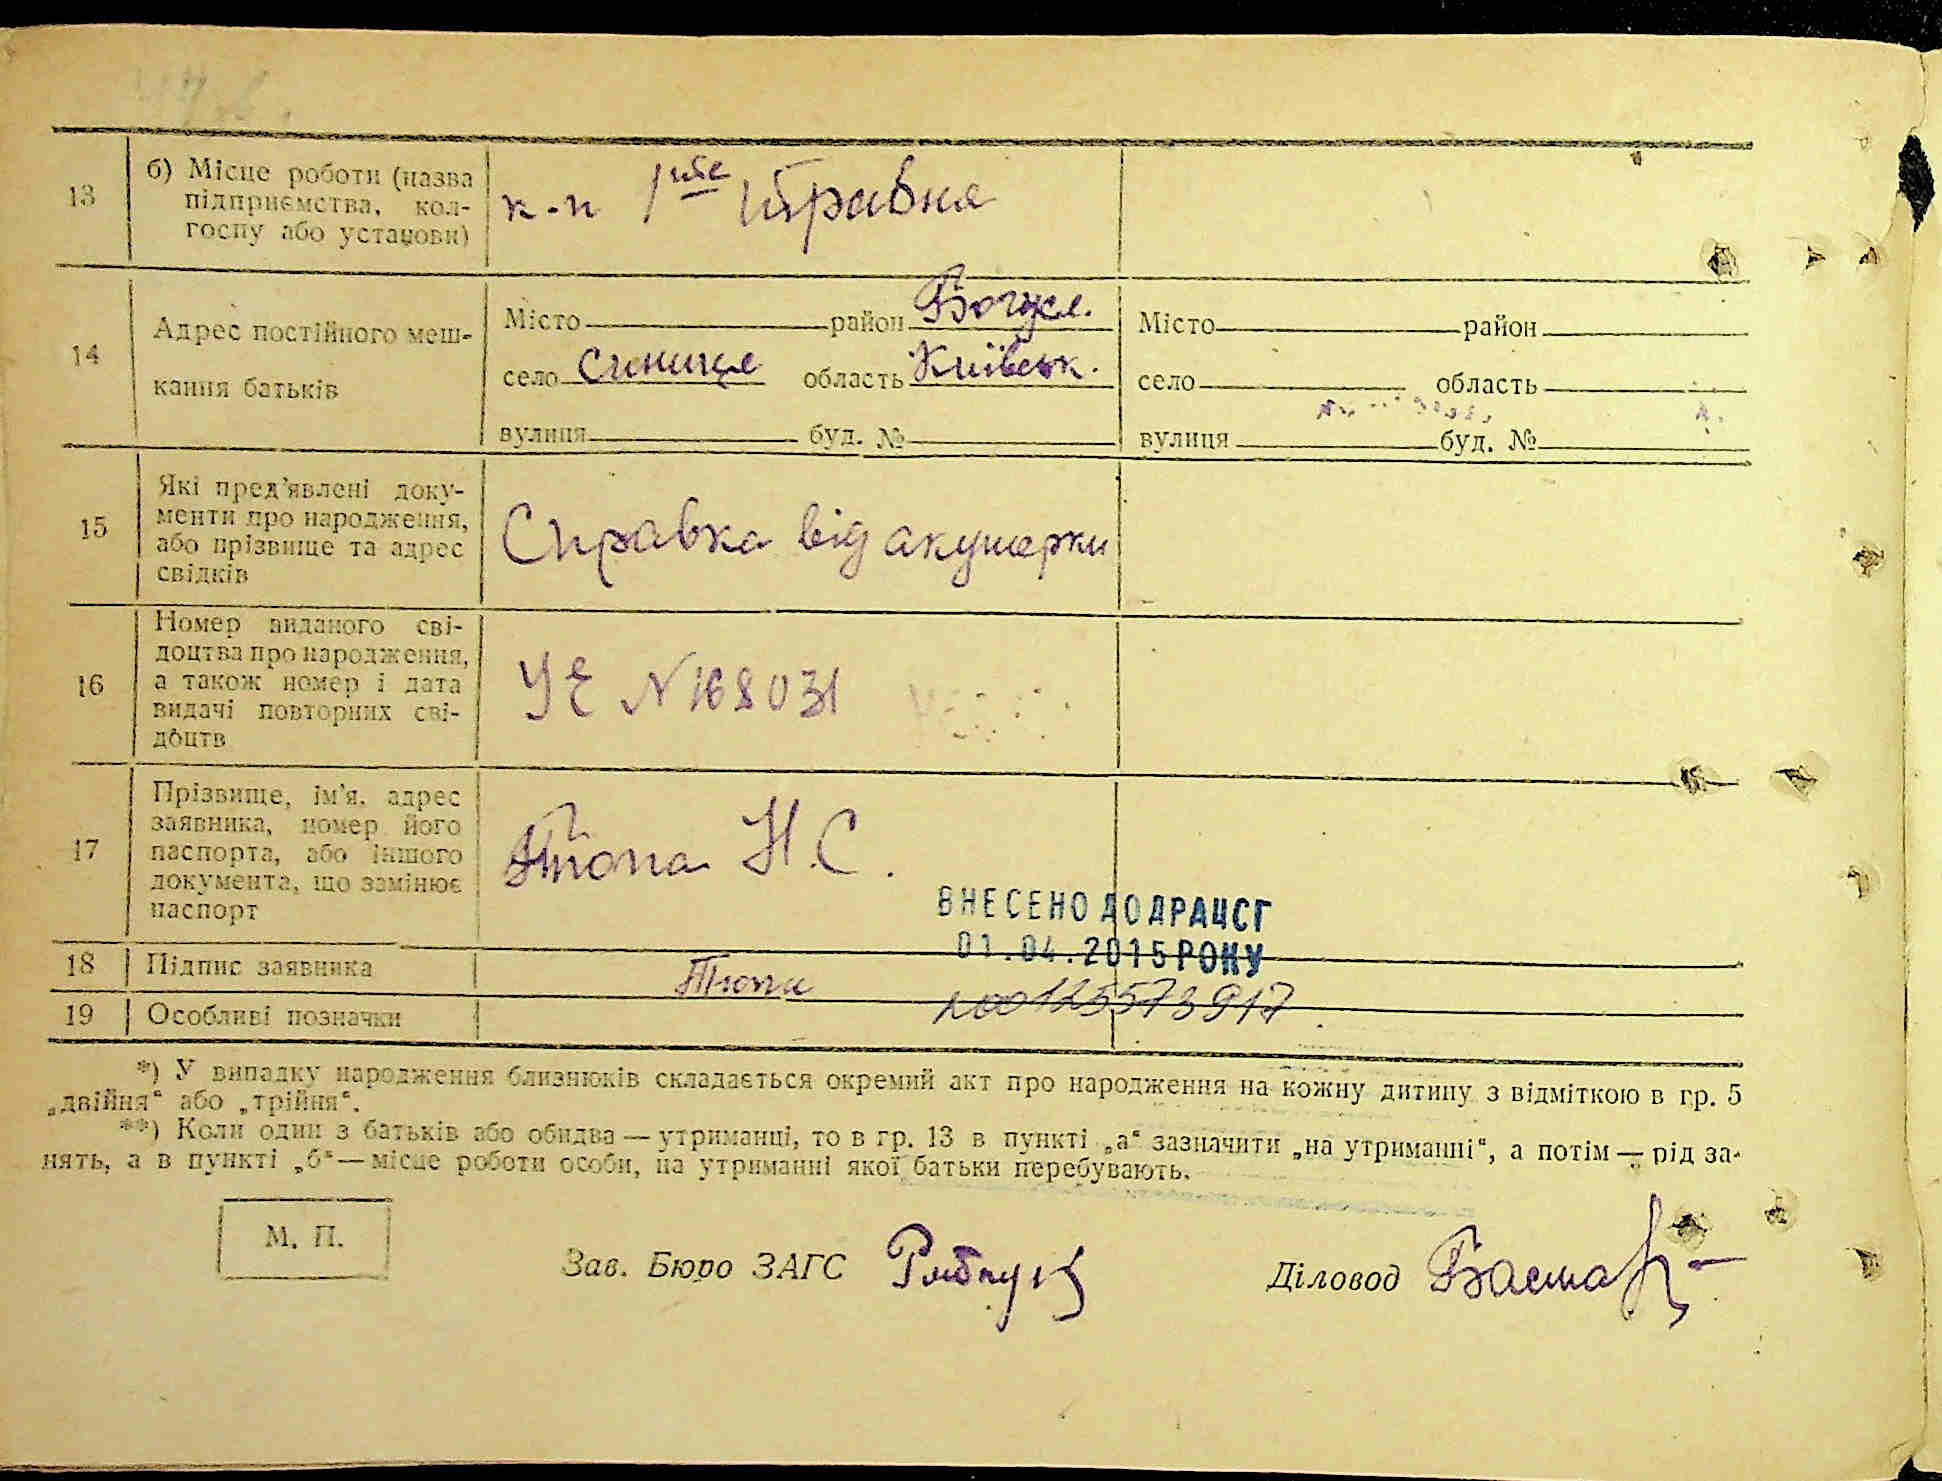 13
б) Місце роботи (назва
підприємства, кол-
госпу або установи)
к-п 1ше травня
14
Адрес постійного меш-
кання батьків
Місто район Богусл.
село Синиця область Київськ.
вулиця буд. №
Місто район
село область
вулиця буд. №
15
Які пред’явлені доку-
менти про народження,
або прізвище та адрес
свідків
Справка від акушерки
16
Номер виданого сві-
доцтва про народження,
а також номер і дата
видачі повторних сві-
доцтв
УЕ N 168031
17
Прізвище, ім’я, адрес
заявника, номер його
паспорта, або іншого
документа, що замінює
паспорт
Тюпа Н.С.
ВНЕСЕНО ДО ДРАЦСГ
01.04.2015 РОКУ
18 Підпис заявника
Тюпа
00125573917
19 Особливі позначки
*) У випадку народження близнюків складається окремий акт про народження на кожну дитину з відміткою в гр. 5
„двійня“ або „трійня“.
**) Коли один з батьків або обидва — утриманці, то в гр. 13 в пункті „а“ зазначити „на утриманні“, а потім — рід за-
нять, а в пункті „б“ — місце роботи особи, на утриманні якої батьки перебувають.
М. П.
Зав. Бюро ЗАГС
Діловод